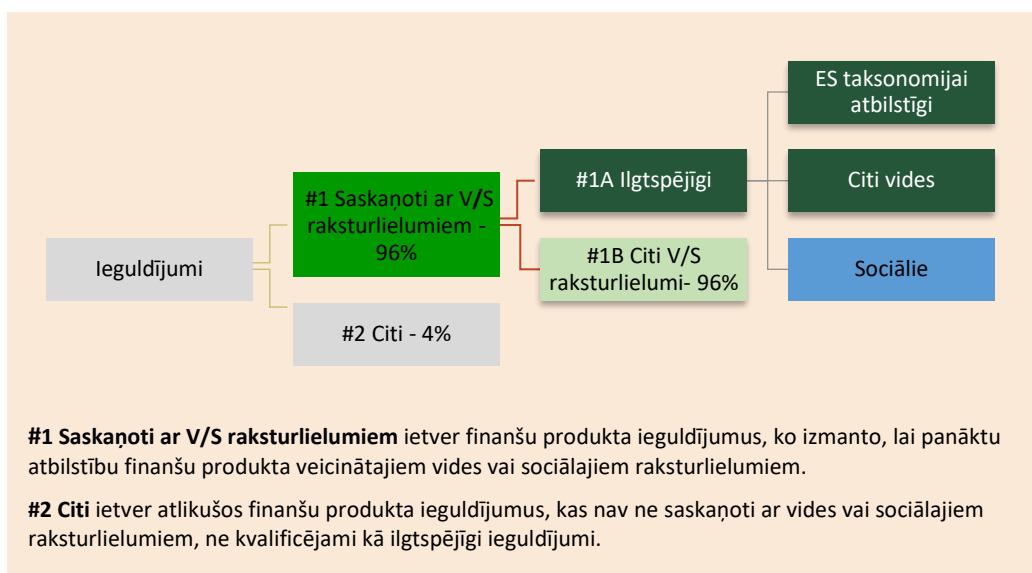 ES taksonomijai
atbilstīgi
#1A Ilgtspējīgi
Citi vides
#1 Saskaņoti ar V/S
raksturlielumiem -
96%
Ieguldījumi
#1B Citi V/S
raksturlielumi- 96%
Sociālie
#2 Citi - 4%
#1 Saskaņoti ar V/S raksturlielumiem ietver finanšu produkta ieguldījumus, ko izmanto, lai panāktu
atbilstību finanšu produkta veicinātajiem vides vai sociālajiem raksturlielumiem.
#2 Citi ietver atlikušos finanšu produkta ieguldījumus, kas nav ne saskaņoti ar vides vai sociālajiem
raksturlielumiem, ne kvalificējami kā ilgtspējīgi ieguldījumi.